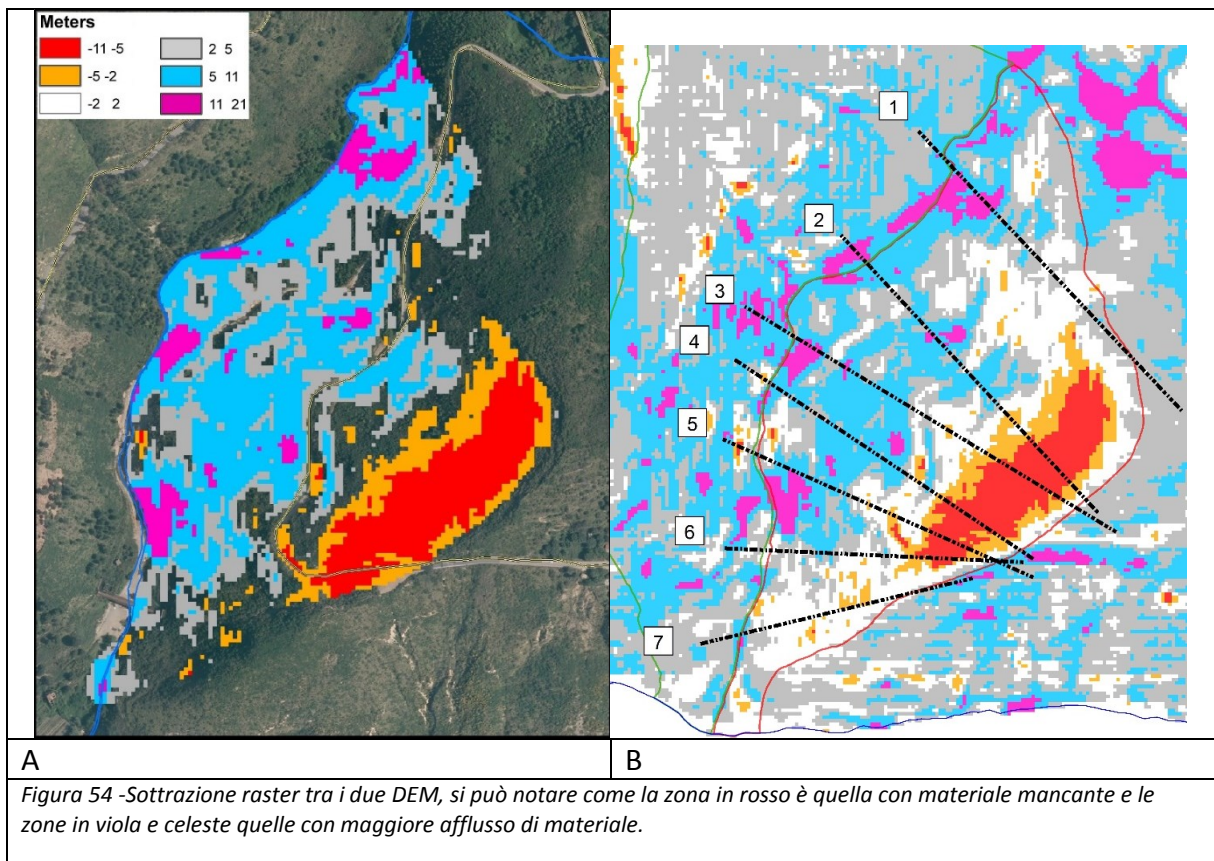 Meters
-11 -5
-5 -2
-2 2
2 5
5 11
11 21
1
2
3
4
5
6
7
A
B
Figura 54 -Sottrazione raster tra i due DEM, si può notare come la zona in rosso è quella con materiale mancante e le
zone in viola e celeste quelle con maggiore afflusso di materiale.